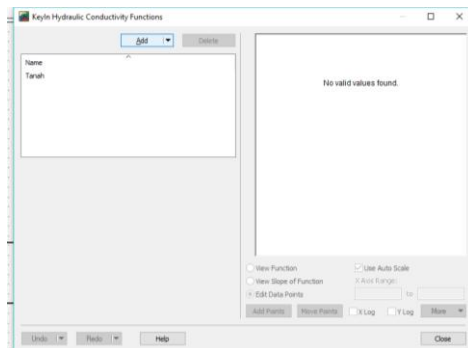 KeyIn Hydraulic Conductivity Functions
Add Delete
Name
Tanah
No valid values found.
View Function
Use Auto Scale
View Slope of Function
X Axis Range:
Edit Data Points
to
Add Points Move Points X Log Y Log More
Undo Redo Help Close